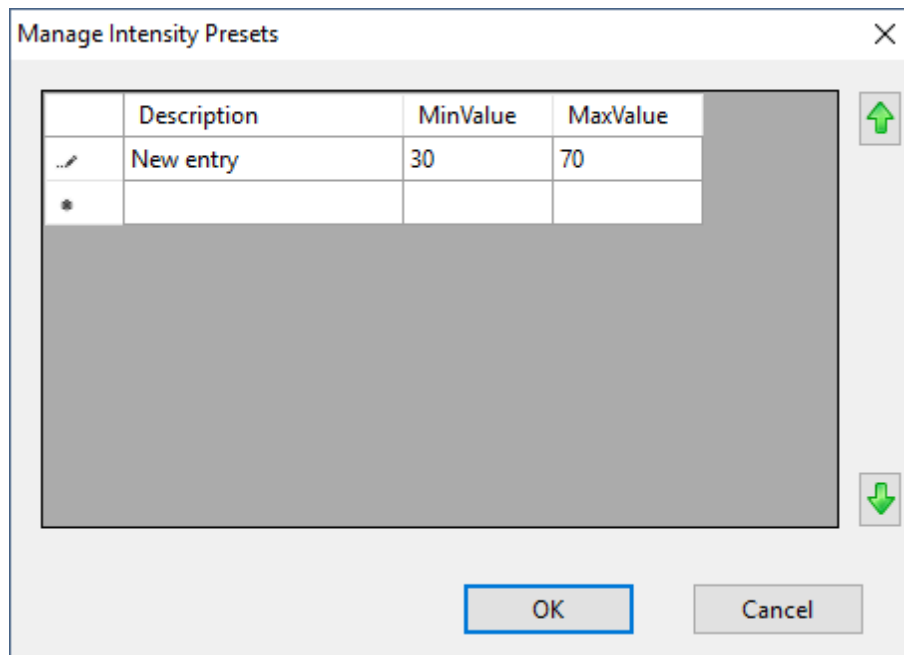 Manage Intensity Presets
Description MinValue MaxValue
New entry 30 70
OK Cancel